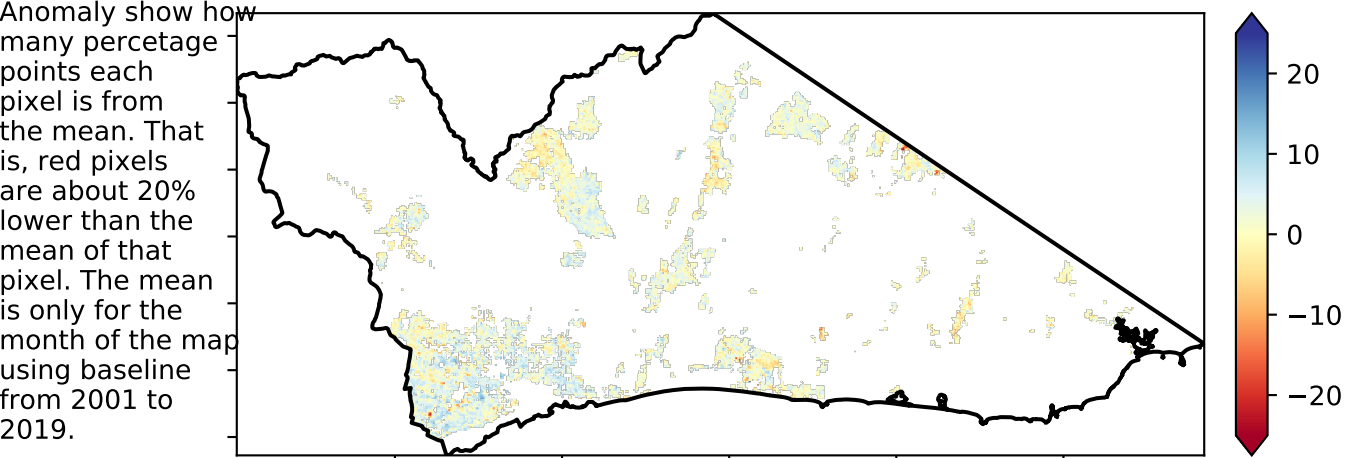 Anomaly show how
many percetage
points each
pixel is from
the mean. That
is, red pixels
are about 20%
lower than the
mean of that
pixel. The mean
is only for the
month of the map
using baseline
from 2001 to
2019.
20
10
0
−10
−20